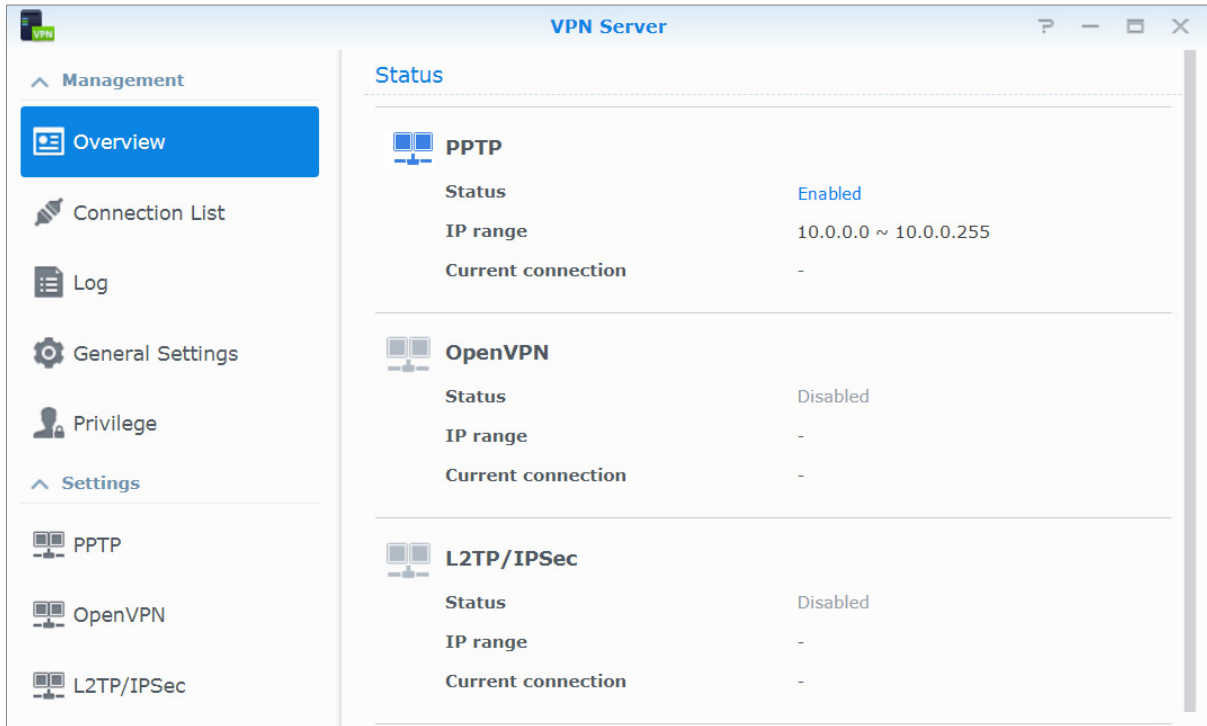 VPN
VPN Server
Management
Overview
Connection List
Log
General Settings
Privilege
Settings
PPTP
OpenVPN
L2TP/IPSec
Status
PPTP
Status Enabled
IP range 10.0.0.0 ~ 10.0.0.255
Current connection -
OpenVPN
Status Disabled
IP range -
Current connection -
L2TP/IPSec
Status Disabled
IP range -
Current connection -